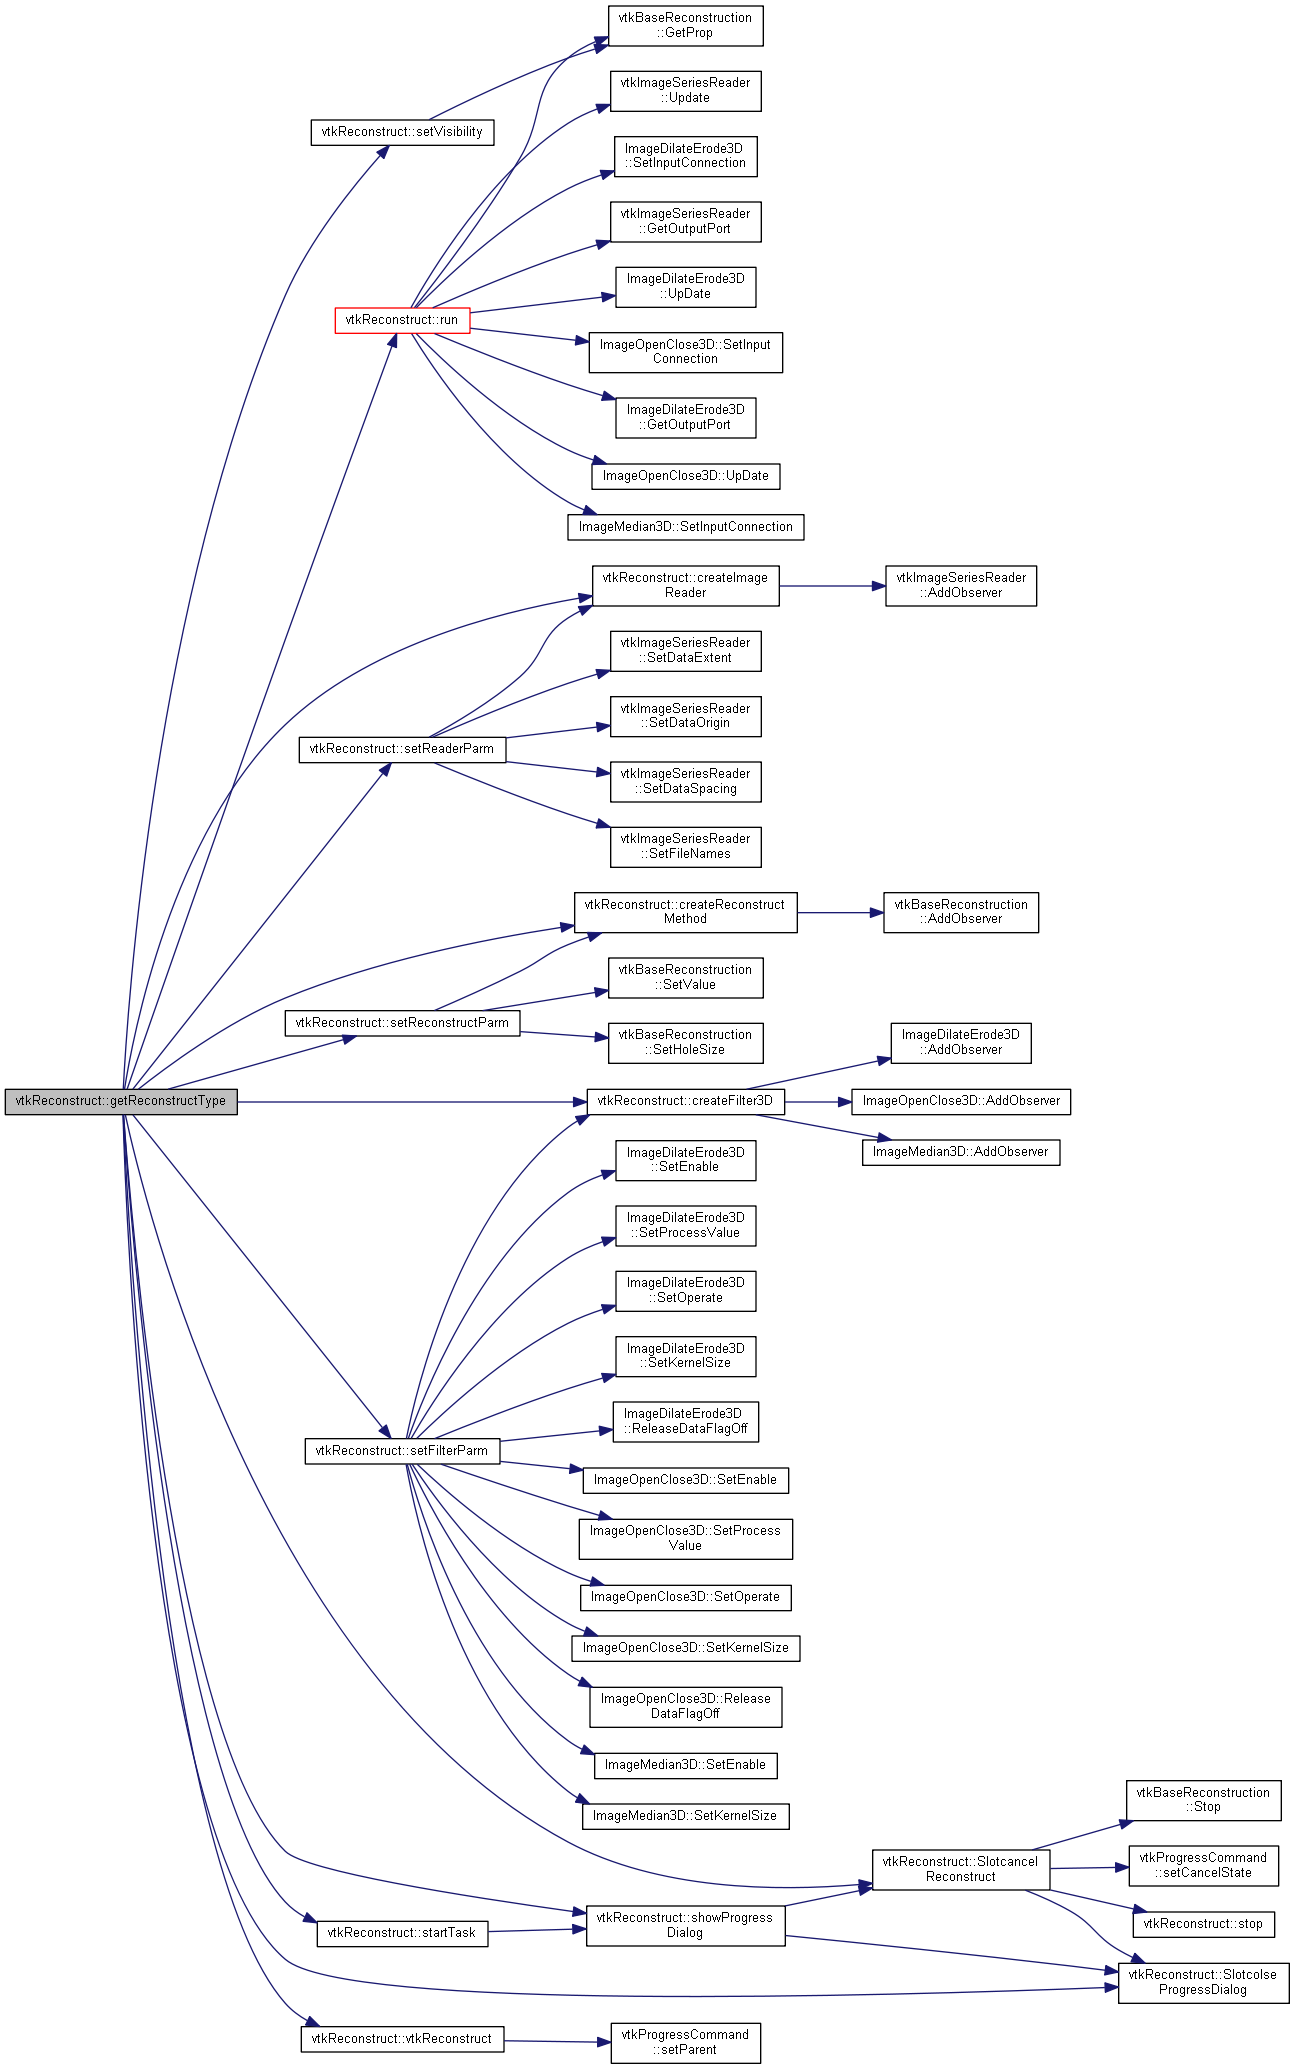 vtkBaseReconstruction
::GetProp
vtkImageSeriesReader
::Update
vtkReconstruct::setVisibility
ImageDilateErode3D
::SetInputConnection
vtkImageSeriesReader
::GetOutputPort
ImageDilateErode3D
::UpDate
vtkReconstruct::run
ImageOpenClose3D::SetInput
Connection
ImageDilateErode3D
::GetOutputPort
ImageOpenClose3D::UpDate
ImageMedian3D::SetInputConnection
vtkReconstruct::createImage
Reader
vtkImageSeriesReader
::AddObserver
vtkImageSeriesReader
::SetDataExtent
vtkImageSeriesReader
::SetDataOrigin
vtkReconstruct::setReaderParm
vtkImageSeriesReader
::SetDataSpacing
vtkImageSeriesReader
::SetFileNames
vtkReconstruct::createReconstruct
Method
vtkBaseReconstruction
::AddObserver
vtkBaseReconstruction
::SetValue
vtkReconstruct::setReconstructParm
vtkBaseReconstruction
::SetHoleSize
ImageDilateErode3D
::AddObserver
vtkReconstruct::getReconstructType
vtkReconstruct::createFilter3D
ImageOpenClose3D::AddObserver
ImageMedian3D::AddObserver
ImageDilateErode3D
::SetEnable
ImageDilateErode3D
::SetProcessValue
ImageDilateErode3D
::SetOperate
ImageDilateErode3D
::SetKernelSize
ImageDilateErode3D
::ReleaseDataFlagOff
vtkReconstruct::setFilterParm
ImageOpenClose3D::SetEnable
ImageOpenClose3D::SetProcess
Value
ImageOpenClose3D::SetOperate
ImageOpenClose3D::SetKernelSize
ImageOpenClose3D::Release
DataFlagOff
ImageMedian3D::SetEnable
ImageMedian3D::SetKernelSize
vtkBaseReconstruction
::Stop
vtkReconstruct::Slotcancel
Reconstruct
vtkProgressCommand
::setCancelState
vtkReconstruct::showProgress
Dialog
vtkReconstruct::stop
vtkReconstruct::startTask
vtkReconstruct::Slotcolse
ProgressDialog
vtkReconstruct::vtkReconstruct
vtkProgressCommand
::setParent